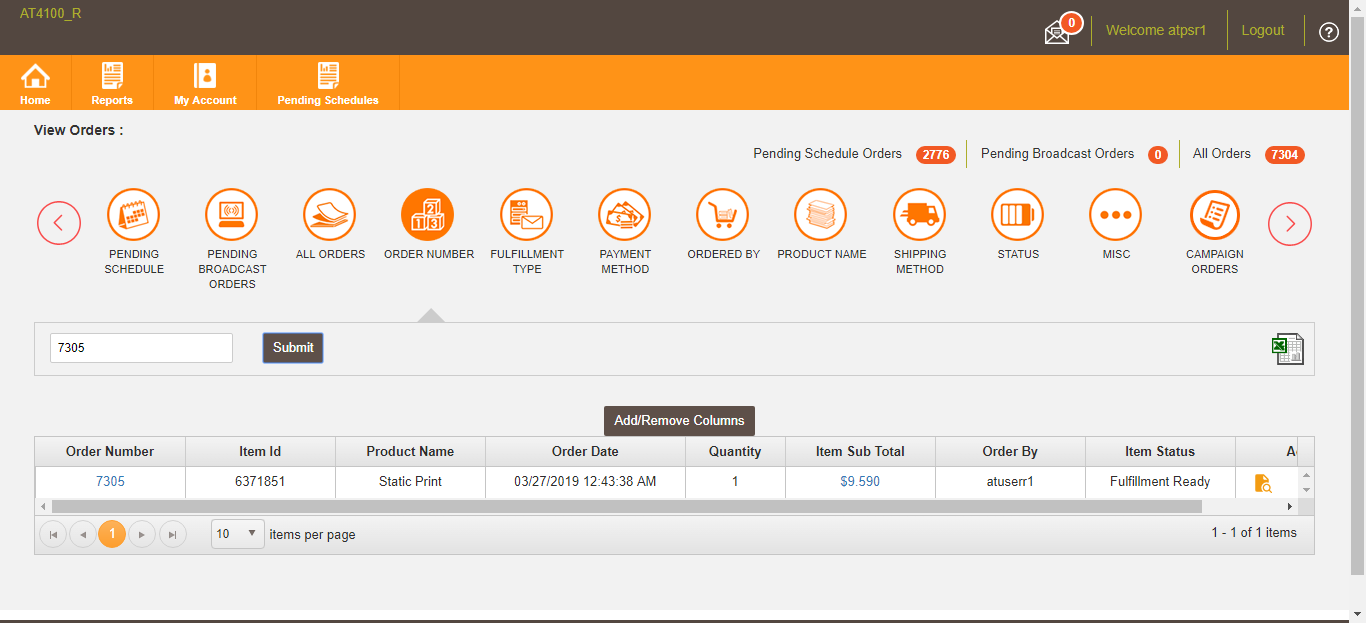 AT4100_R
0
Welcome atpsr1
Logout
?
Home
Reports
My Account
Pending Schedules
View Orders :
Pending Schedule Orders 2776
Pending Broadcast Orders 0
All Orders 7304
PENDING
SCHEDULE
PENDING
BROADCAST
ORDERS
ALL ORDERS
ORDER NUMBER
FULFILLMENT
TYPE
PAYMENT
METHOD
ORDERED BY
PRODUCT NAME
SHIPPING
METHOD
STATUS
MISC
CAMPAIGN
ORDERS
7305
Submit
Add/Remove Columns
Order Number Item Id Product Name Order Date Quantity Item Sub Total Order By Item Status
7305 6371851 Static Print 03/27/2019 12:43:38 AM 1 $9.590 atuserr1 Fulfillment Ready
1
10 items per page
1 - 1 of 1 items